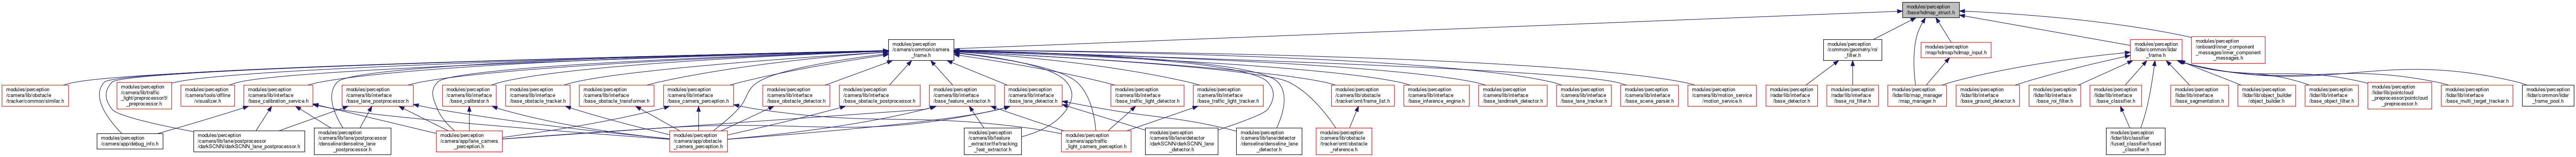 modules/perception
/base/hdmap_struct.h
modules/perception
/camera/common/camera
_frame.h
modules/perception
/common/geometry/roi
_filter.h
modules/perception
/map/hdmap/hdmap_input.h
modules/perception
/lidar/common/lidar
_frame.h
modules/perception
/onboard/inner_component
_messages/inner_component
_messages.h
modules/perception
/camera/lib/obstacle
/tracker/common/similar.h
modules/perception
/camera/lib/traffic
_light/preprocessor/tl
_preprocessor.h
modules/perception
/camera/tools/offline
/visualizer.h
modules/perception
/camera/lib/interface
/base_calibration_service.h
modules/perception
/camera/lib/interface
/base_lane_postprocessor.h
modules/perception
/camera/lib/interface
/base_calibrator.h
modules/perception
/camera/lib/interface
/base_obstacle_tracker.h
modules/perception
/camera/lib/interface
/base_obstacle_transformer.h
modules/perception
/camera/lib/interface
/base_camera_perception.h
modules/perception
/camera/lib/interface
/base_obstacle_detector.h
modules/perception
/camera/lib/interface
/base_obstacle_postprocessor.h
modules/perception
/camera/lib/interface
/base_feature_extractor.h
modules/perception
/camera/lib/interface
/base_lane_detector.h
modules/perception
/camera/lib/interface
/base_traffic_light_detector.h
modules/perception
/camera/lib/interface
/base_traffic_light_tracker.h
modules/perception
/camera/lib/obstacle
/tracker/omt/frame_list.h
modules/perception
/camera/lib/interface
/base_inference_engine.h
modules/perception
/camera/lib/interface
/base_landmark_detector.h
modules/perception
/camera/lib/interface
/base_lane_tracker.h
modules/perception
/camera/lib/interface
/base_scene_parser.h
modules/perception
/camera/lib/motion_service
/motion_service.h
modules/perception
/radar/lib/interface
/base_detector.h
modules/perception
/radar/lib/interface
/base_roi_filter.h
modules/perception
/lidar/lib/map_manager
/map_manager.h
modules/perception
/lidar/lib/interface
/base_ground_detector.h
modules/perception
/lidar/lib/interface
/base_roi_filter.h
modules/perception
/lidar/lib/interface
/base_classifier.h
modules/perception
/lidar/lib/interface
/base_segmentation.h
modules/perception
/lidar/lib/object_builder
/object_builder.h
modules/perception
/lidar/lib/interface
/base_object_filter.h
modules/perception
/lidar/lib/pointcloud
_preprocessor/pointcloud
_preprocessor.h
modules/perception
/lidar/lib/interface
/base_multi_target_tracker.h
modules/perception
/lidar/common/lidar
_frame_pool.h
modules/perception
/camera/app/debug_info.h
modules/perception
/camera/lib/lane/postprocessor
/darkSCNN/darkSCNN_lane_postprocessor.h
modules/perception
/camera/lib/lane/postprocessor
/denseline/denseline_lane
_postprocessor.h
modules/perception
/camera/app/lane_camera
_perception.h
modules/perception
/camera/app/obstacle
_camera_perception.h
modules/perception
/camera/lib/feature
_extractor/tfe/tracking
_feat_extractor.h
modules/perception
/camera/app/traffic
_light_camera_perception.h
modules/perception
/camera/lib/lane/detector
/darkSCNN/darkSCNN_lane
_detector.h
modules/perception
/camera/lib/lane/detector
/denseline/denseline_lane
_detector.h
modules/perception
/camera/lib/obstacle
/tracker/omt/obstacle
_reference.h
modules/perception
/lidar/lib/classifier
/fused_classifier/fused
_classifier.h